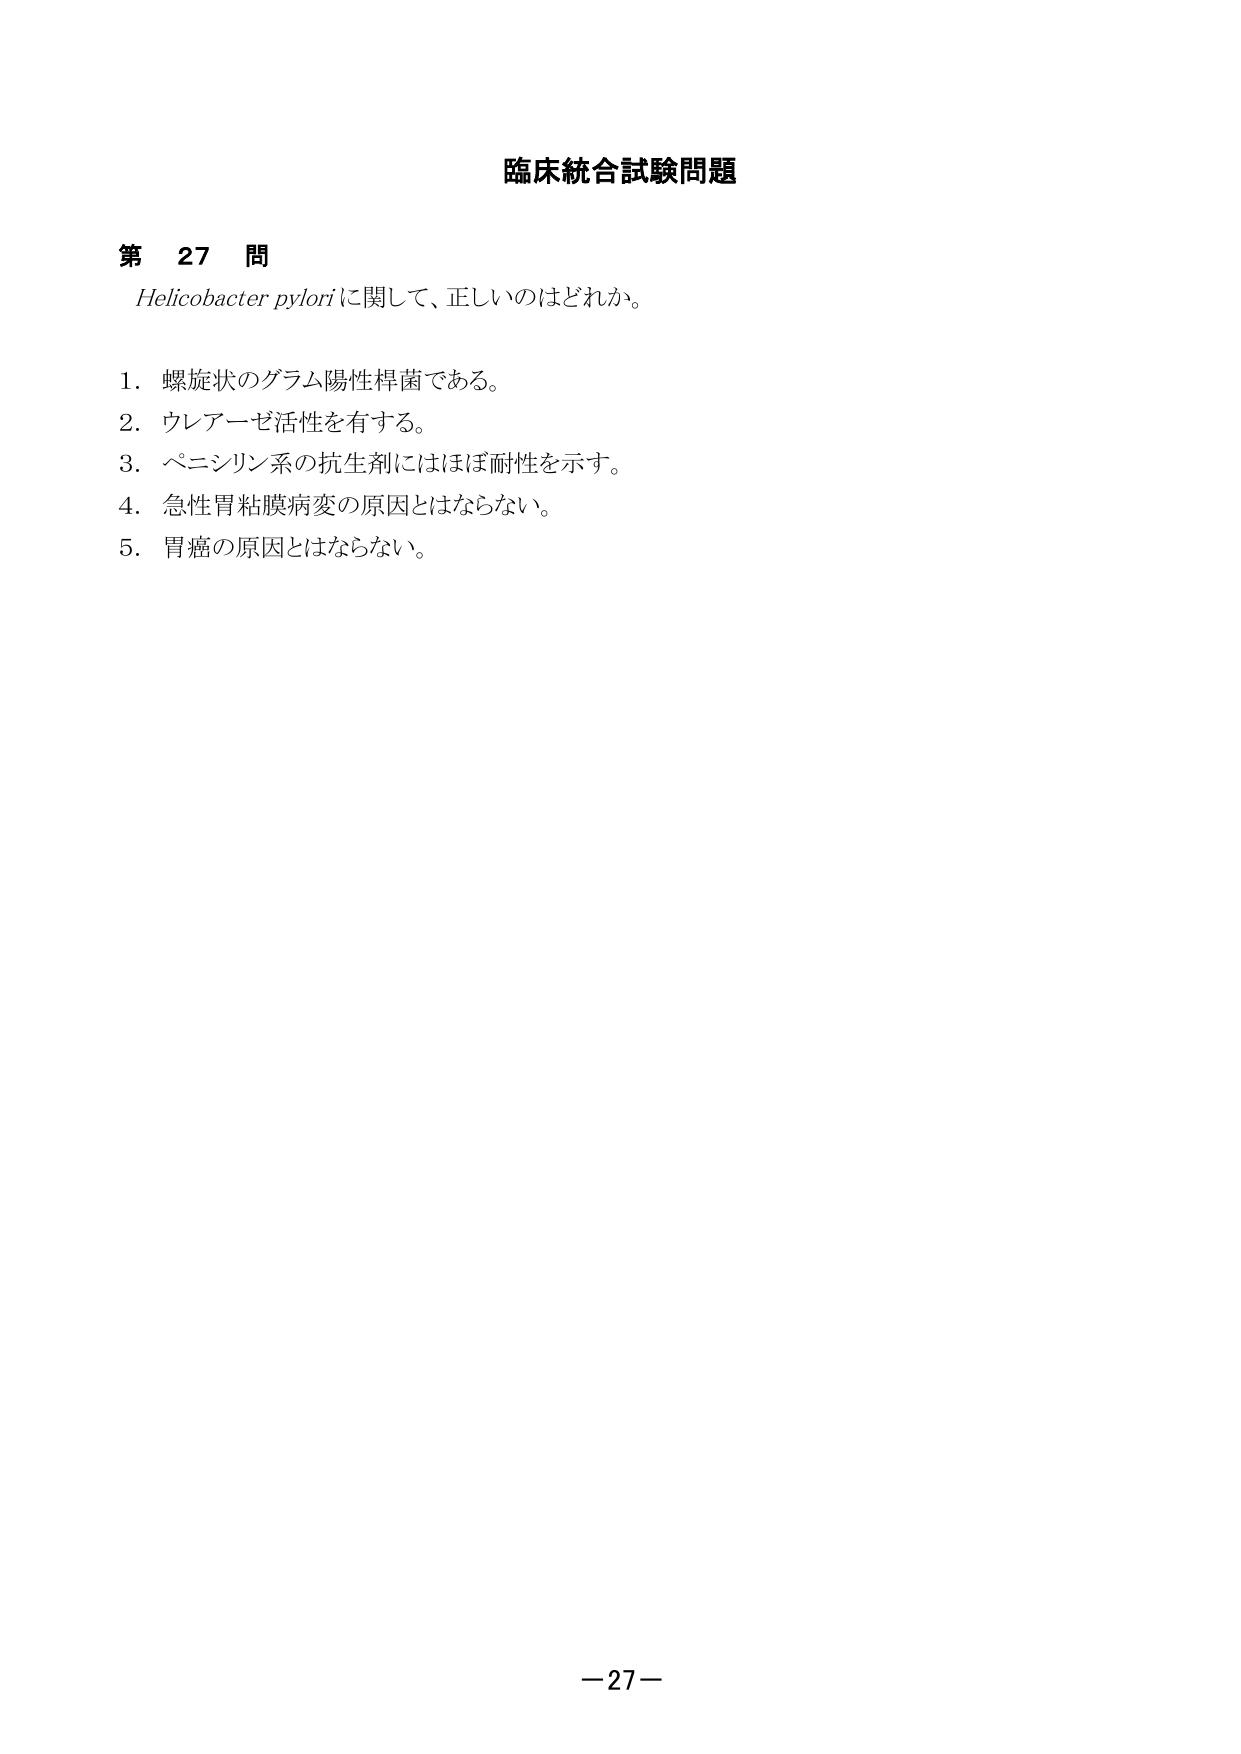 臨床統合試験問題
第　27　問
Helicobacter pylori に関して、正しいのはどれか。
1. 螺旋状のグラム陽性桿菌である。
2. ウレアーゼ活性を有する。
3. ペニシリン系の抗生剤にはほぼ耐性を示す。
4. 急性胃粘膜病変の原因とはならない。
5. 胃癌の原因とはならない。
－27－